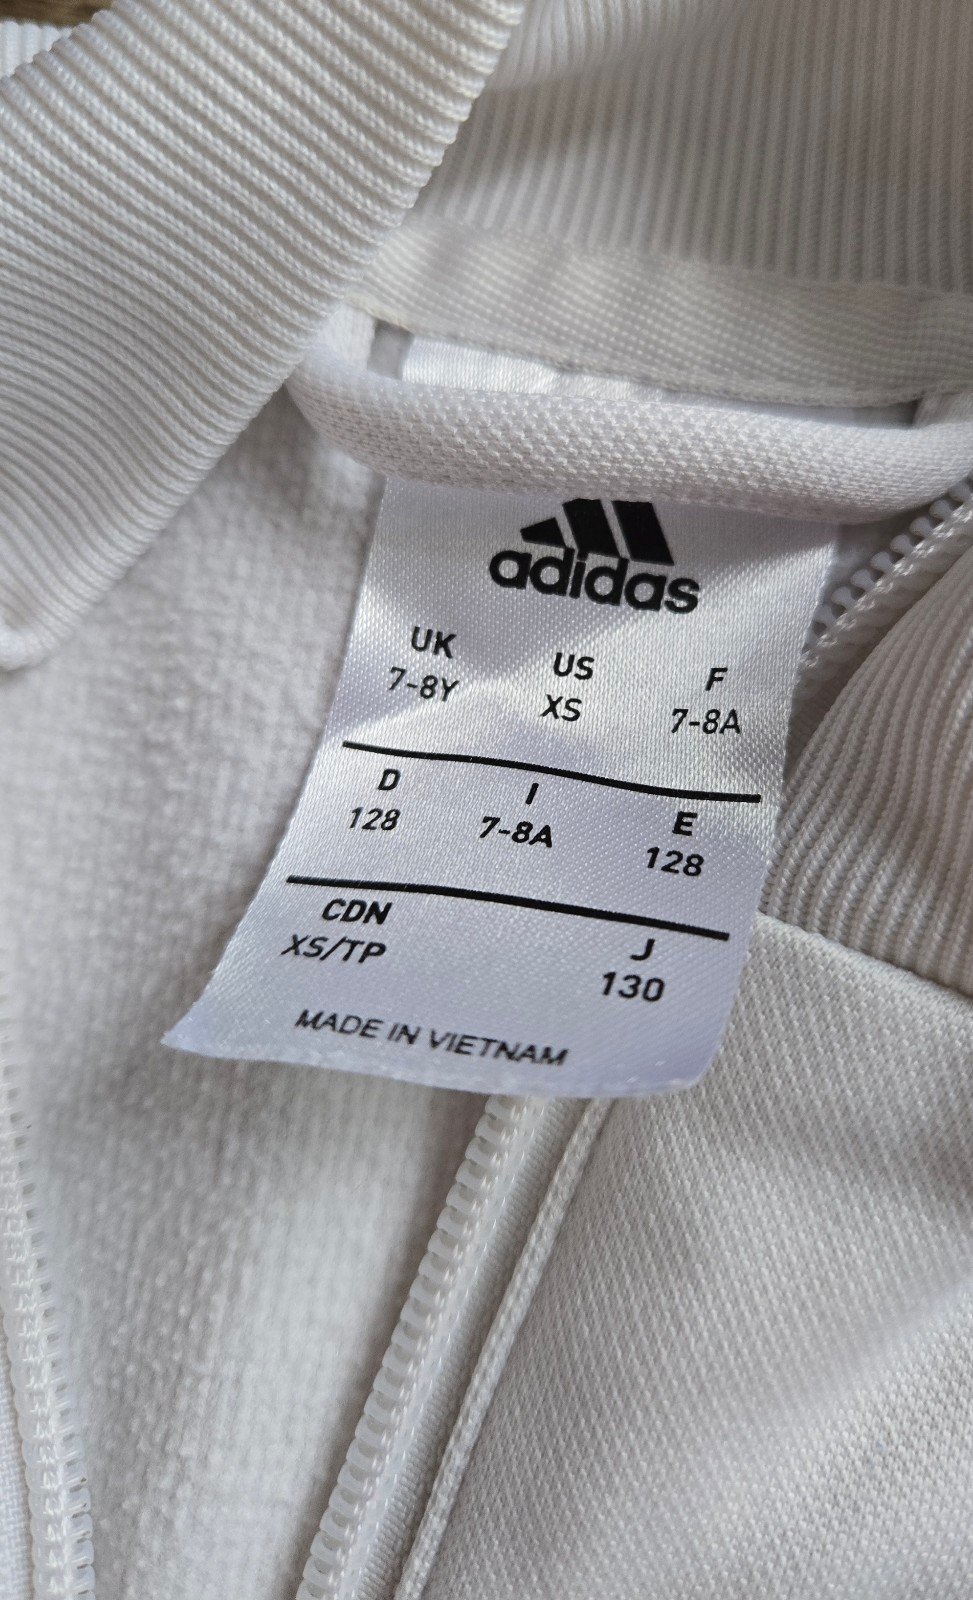 adidas
UK US F
7-8Y XS 7-8A
D I E
128 7-8A 128
CDN J
XS/TP 130
MADE IN VIETNAM